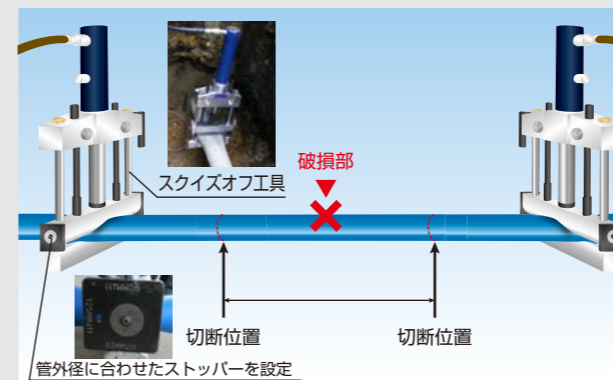 破損部
スクイズオフ工具
切断位置
切断位置
管外径に合わせたストッパーを設定